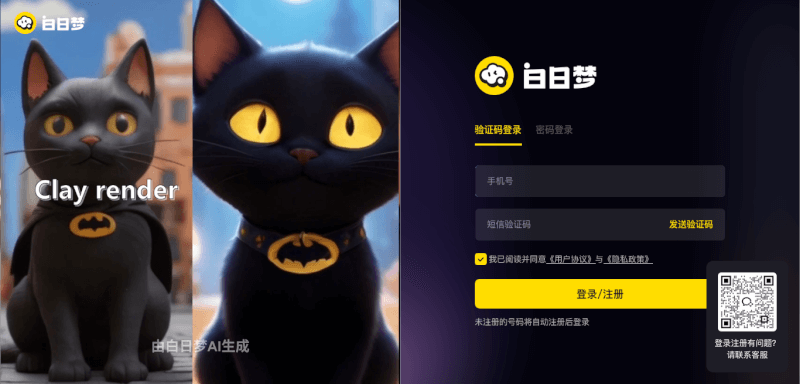 白日梦
Clay render
由白日梦AI生成
白日梦
验证码登录 密码登录
手机号
短信验证码 发送验证码
我已阅读并同意《用户协议》与《隐私政策》
登录/注册
未注册的号码将自动注册后登录
登录注册有问题?
请联系客服